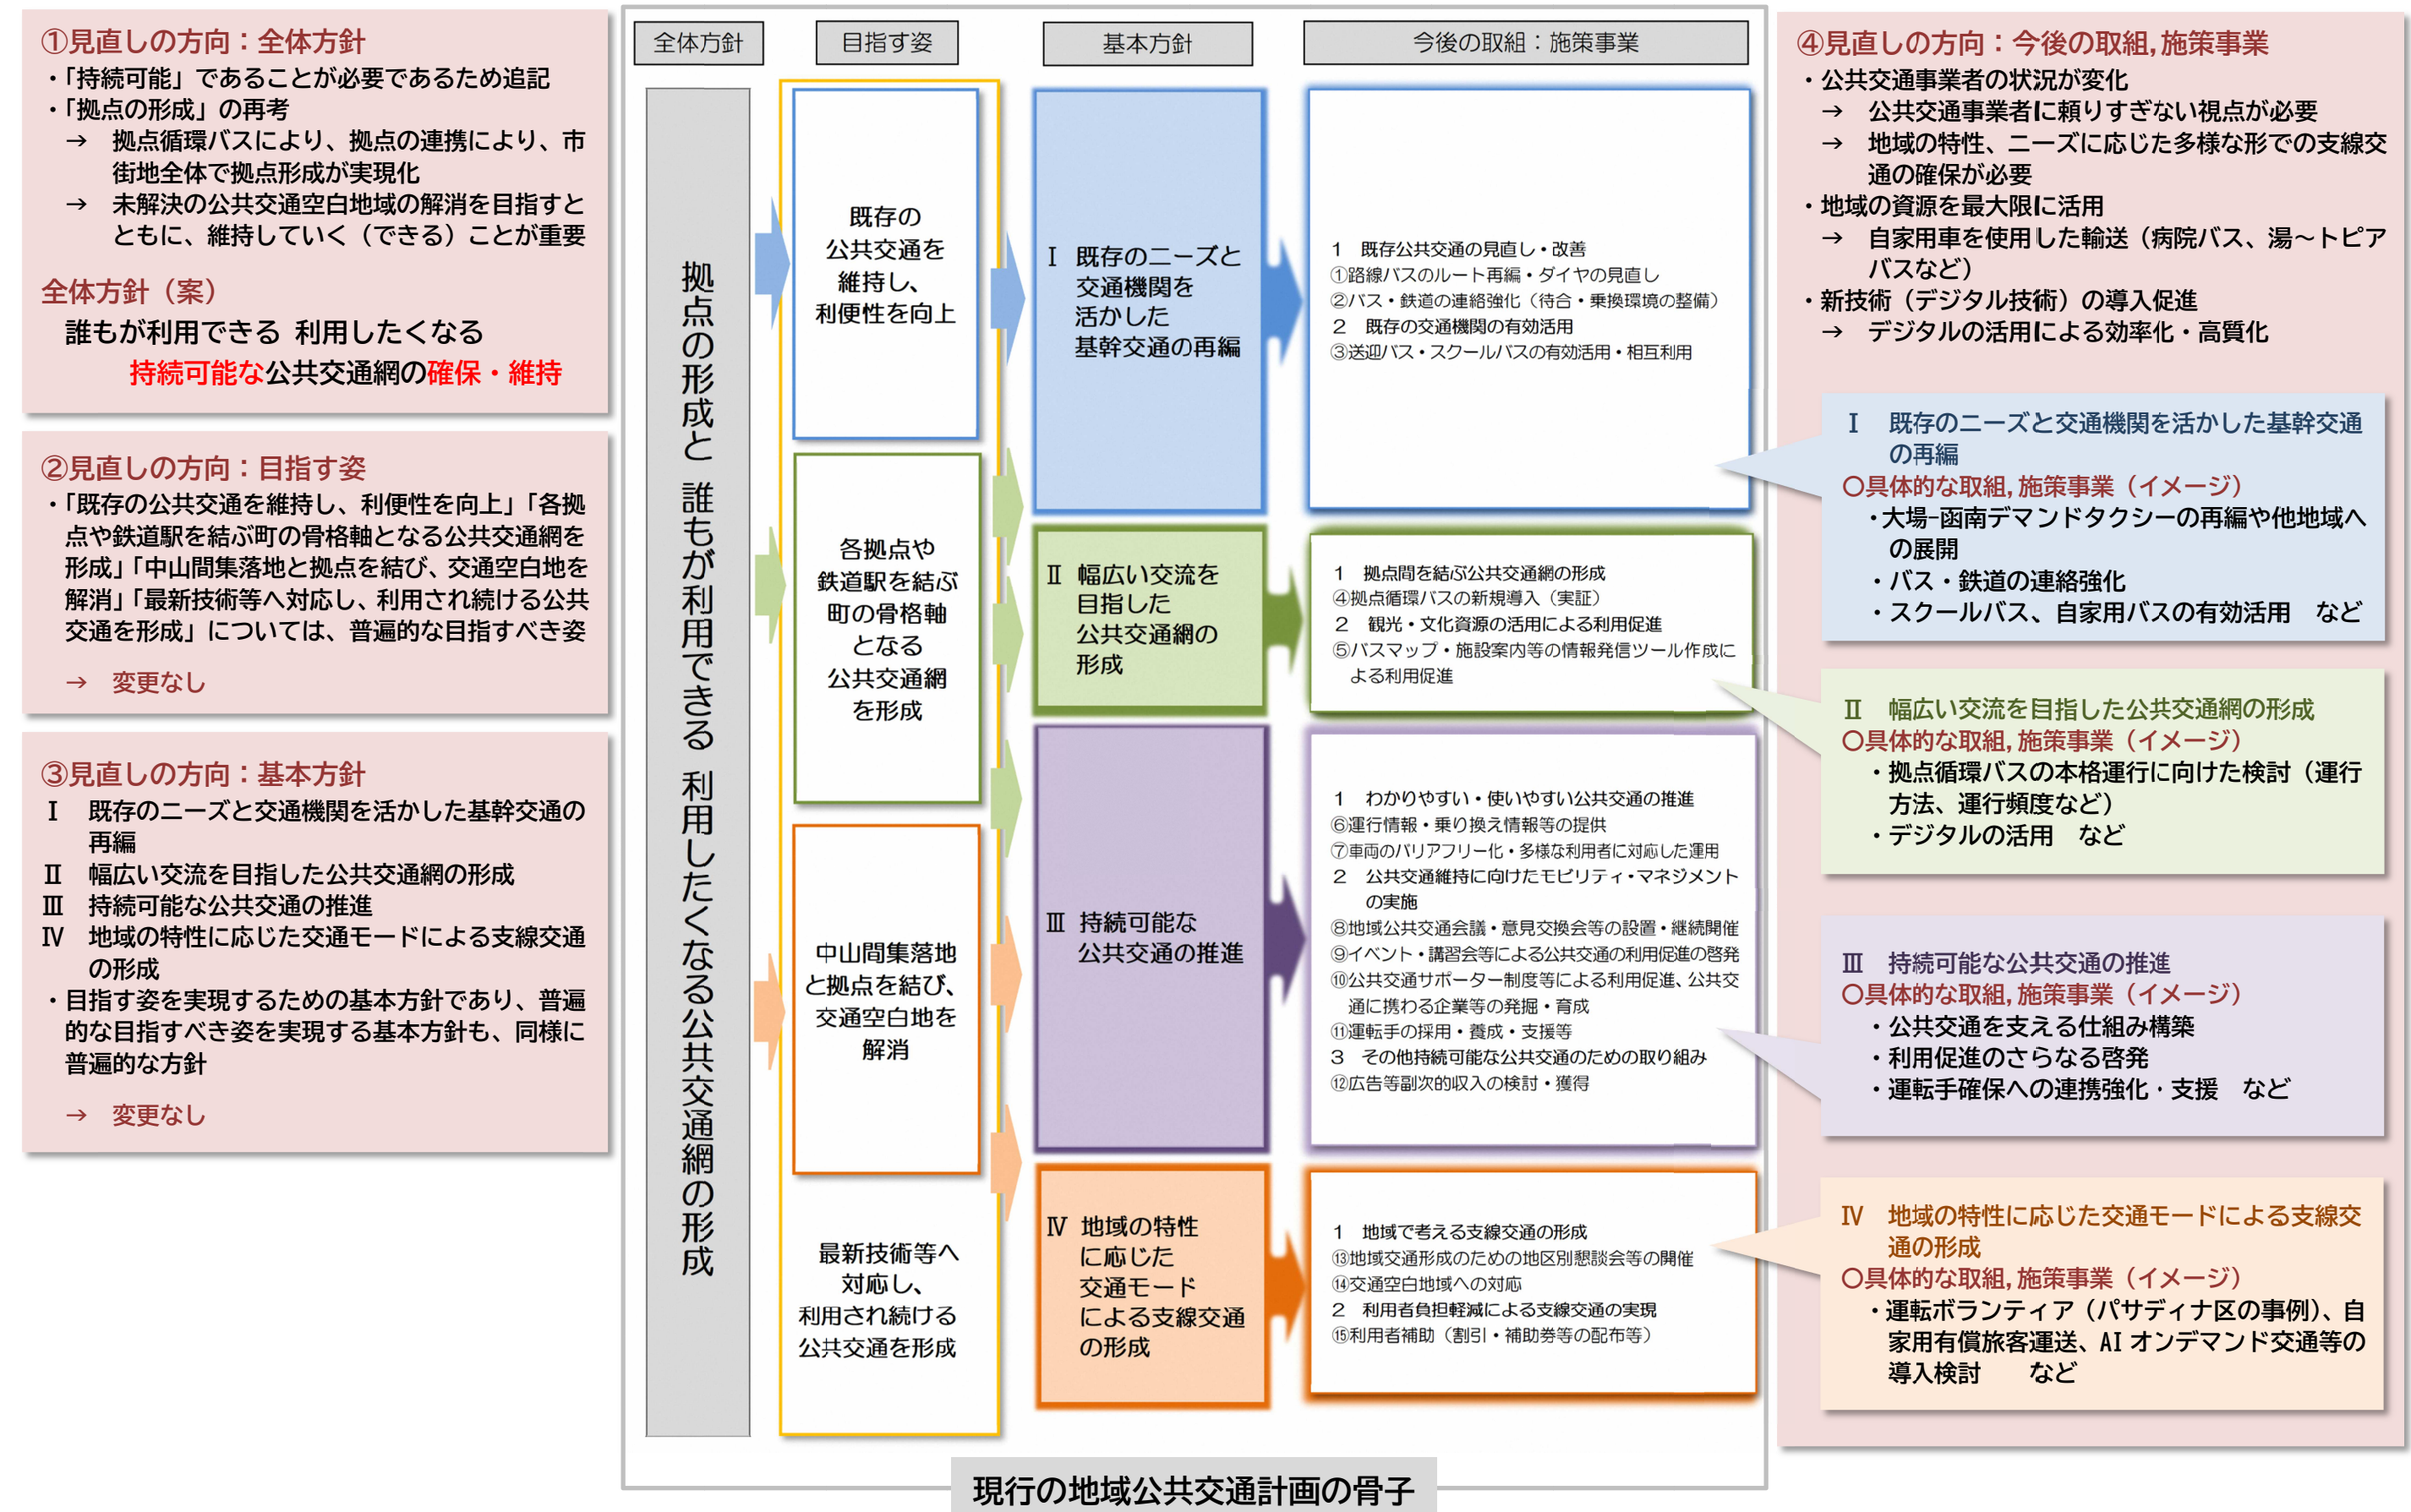 ①見直しの方向：全体方針
・「持続可能」であることが必要であるため追記
・「拠点の形成」の再考
→ 拠点循環バスにより、拠点の連携により、市
街地全体で拠点形成が実現化
→ 未解決の公共交通空白地域の解消を目指すと
ともに、維持していく（できる）ことが重要
全体方針（案）
誰もが利用できる 利用したくなる
持続可能な公共交通網の確保・維持
②見直しの方向：目指す姿
・「既存の公共交通を維持し、利便性を向上」「各拠
点や鉄道駅を結ぶ町の骨格軸となる公共交通網を
形成」「中山間集落地と拠点を結び、交通空白地を
解消」「最新技術等へ対応し、利用され続ける公共
交通を形成」については、普遍的な目指すべき姿
→ 変更なし
③見直しの方向：基本方針
Ⅰ 既存のニーズと交通機関を活かした基幹交通の
再編
Ⅱ 幅広い交流を目指した公共交通網の形成
Ⅲ 持続可能な公共交通の推進
Ⅳ 地域の特性に応じた交通モードによる支線交通
の形成
・目指す姿を実現するための基本方針であり、普遍
的な目指すべき姿を実現する基本方針も、同様に
普遍的な方針
→ 変更なし
全体方針
拠点の形成と 誰もが利用できる 利用したくなる公共交通網の形成
目指す姿
既存の
公共交通を
維持し、
利便性を向上
各拠点や
鉄道駅を結ぶ
町の骨格軸
となる
公共交通網
を形成
中山間集落地
と拠点を結び、
交通空白地を
解消
最新技術等へ
対応し、
利用され続ける
公共交通を形成
基本方針
Ⅰ 既存のニーズと
交通機関を
活かした
基幹交通の再編
Ⅱ 幅広い交流を
目指した
公共交通網の
形成
Ⅲ 持続可能な
公共交通の推進
Ⅳ 地域の特性
に応じた
交通モード
による支線交通
の形成
今後の取組：施策事業
1 既存公共交通の見直し・改善
①路線バスのルート再編・ダイヤの見直し
②バス・鉄道の連絡強化（待合・乗換環境の整備）
2 既存の交通機関の有効活用
③送迎バス・スクールバスの有効活用・相互利用
1 拠点間を結ぶ公共交通網の形成
④拠点循環バスの新規導入（実証）
2 観光・文化資源の活用による利用促進
⑤バスマップ・施設案内等の情報発信ツール作成に
よる利用促進
1 わかりやすい・使いやすい公共交通の推進
⑥運行情報・乗り換え情報等の提供
⑦車両のバリアフリー化・多様な利用者に対応した運用
2 公共交通維持に向けたモビリティ・マネジメント
の実施
⑧地域公共交通会議・意見交換会等の設置・継続開催
⑨イベント・講習会等による公共交通の利用促進の啓発
⑩公共交通サポーター制度等による利用促進、公共交
通に携わる企業等の発掘・育成
⑪運転手の採用・養成・支援等
3 その他持続可能な公共交通のための取り組み
⑫広告等副次的収入の検討・獲得
1 地域で考える支線交通の形成
⑬地域交通形成のための地区別懇談会等の開催
⑭交通空白地域への対応
2 利用者負担軽減による支線交通の実現
⑮利用者補助（割引・補助券等の配布等）
④見直しの方向：今後の取組,施策事業
・公共交通事業者の状況が変化
→ 公共交通事業者に頼りすぎない視点が必要
→ 地域の特性、ニーズに応じた多様な形での支線交
通の確保が必要
・地域の資源を最大限に活用
→ 自家用車を使用した輸送（病院バス、湯～トピア
バスなど）
・新技術（デジタル技術）の導入促進
→ デジタルの活用による効率化・高質化
Ⅰ 既存のニーズと交通機関を活かした基幹交通
の再編
〇具体的な取組,施策事業（イメージ）
・大場-函南デマンドタクシーの再編や他地域へ
の展開
・バス・鉄道の連絡強化
・スクールバス、自家用バスの有効活用 など
Ⅱ 幅広い交流を目指した公共交通網の形成
〇具体的な取組,施策事業（イメージ）
・拠点循環バスの本格運行に向けた検討（運行
方法、運行頻度など）
・デジタルの活用 など
Ⅲ 持続可能な公共交通の推進
〇具体的な取組,施策事業（イメージ）
・公共交通を支える仕組み構築
・利用促進のさらなる啓発
・運転手確保への連携強化・支援 など
Ⅳ 地域の特性に応じた交通モードによる支線交
通の形成
〇具体的な取組,施策事業（イメージ）
・運転ボランティア（パサディナ区の事例）、自
家用有償旅客運送、AIオンデマンド交通等の
導入検討 など
現行の地域公共交通計画の骨子